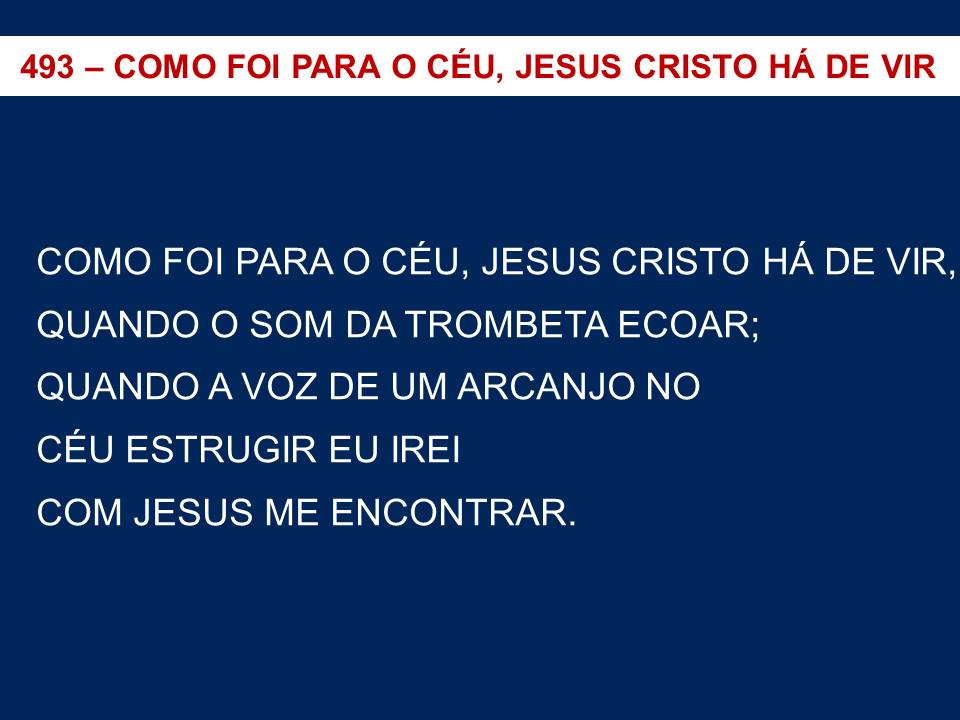 493 – COMO FOI PARA O CÉU, JESUS CRISTO HÁ DE VIR
COMO FOI PARA O CÉU, JESUS CRISTO HÁ DE VIR,
QUANDO O SOM DA TROMBETA ECOAR;
QUANDO A VOZ DE UM ARCANJO NO
CÉU ESTRUGIR EU IREI
COM JESUS ME ENCONTRAR.